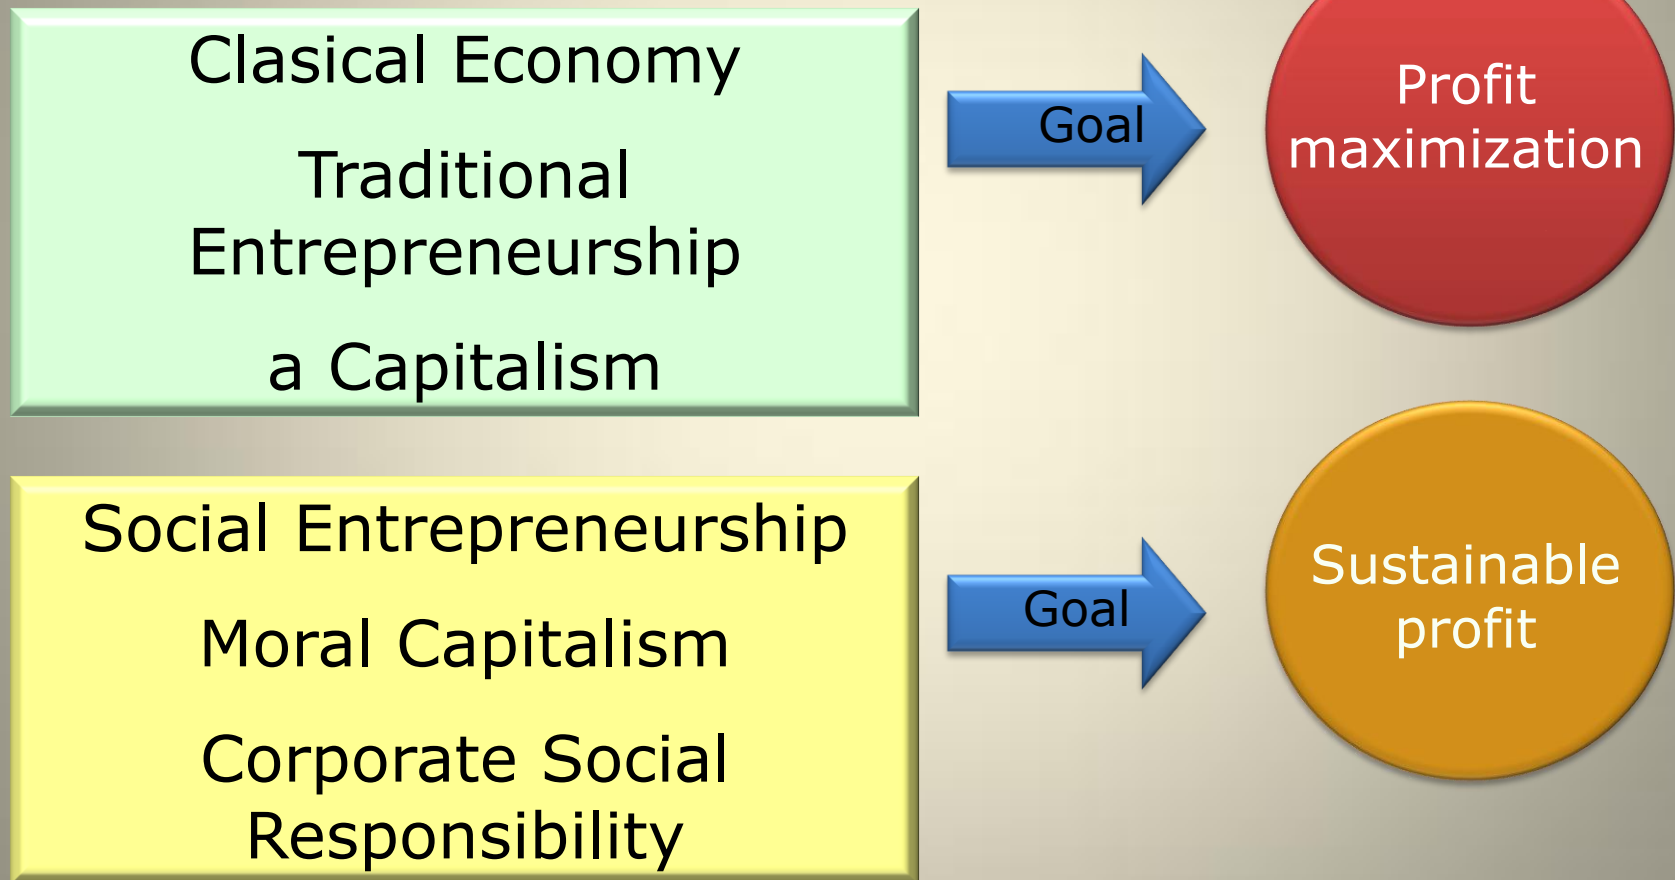 Clasical Economy
Traditional
Entrepreneurship
a Capitalism
Goal
Profit
maximization
Social Entrepreneurship
Moral Capitalism
Corporate Social
Responsibility
Goal
Sustainable
profit